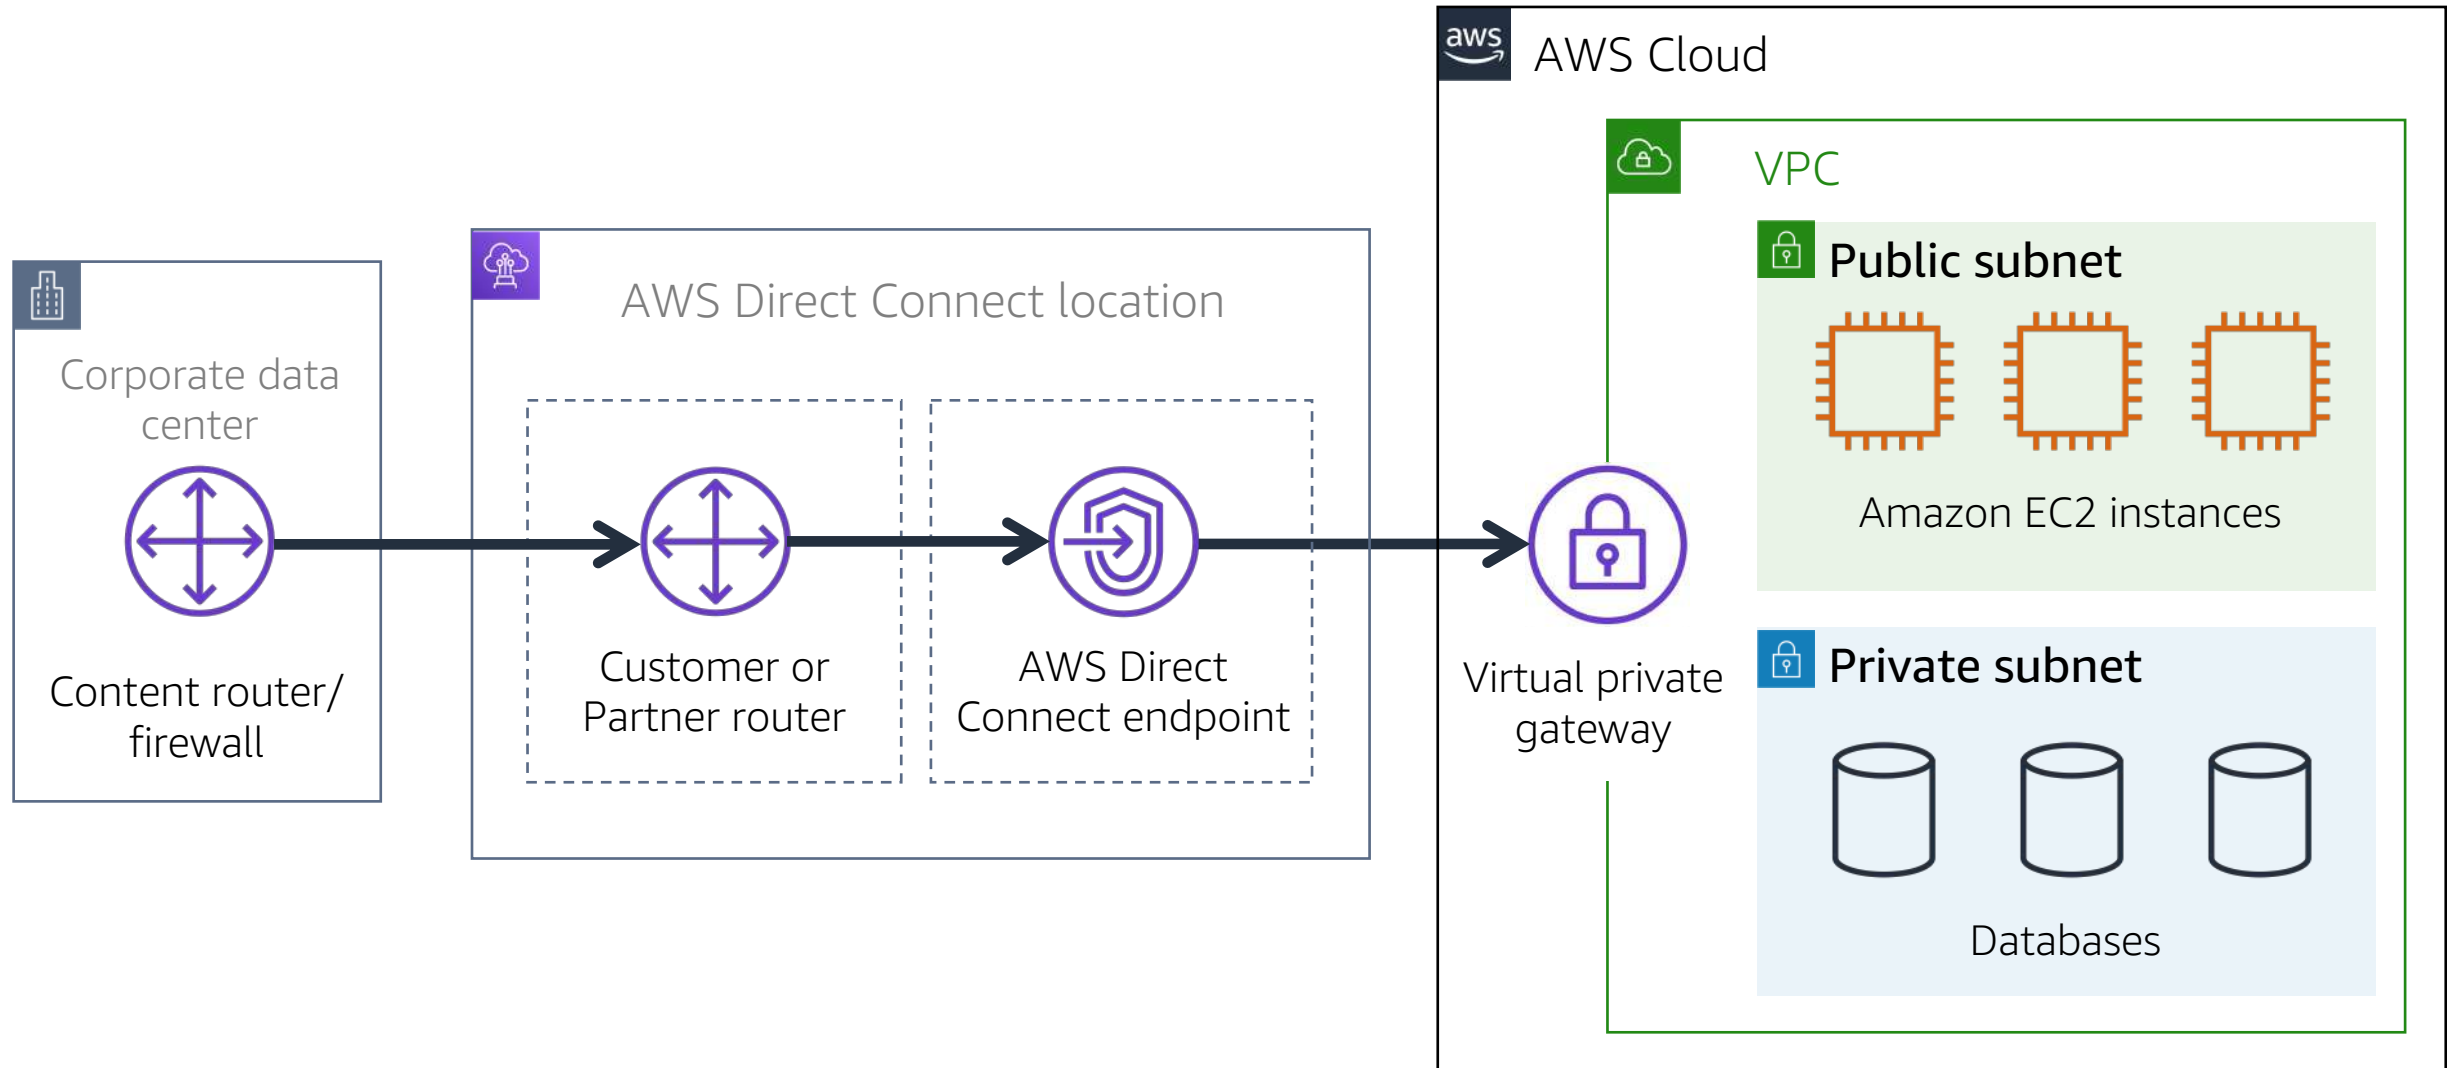 aws
AWS Cloud
VPC
Public subnet
Amazon EC2 instances
Private subnet
Databases
Virtual private
gateway
AWS Direct Connect location
Customer or
Partner router
AWS Direct
Connect endpoint
Corporate data
center
Content router/
firewall